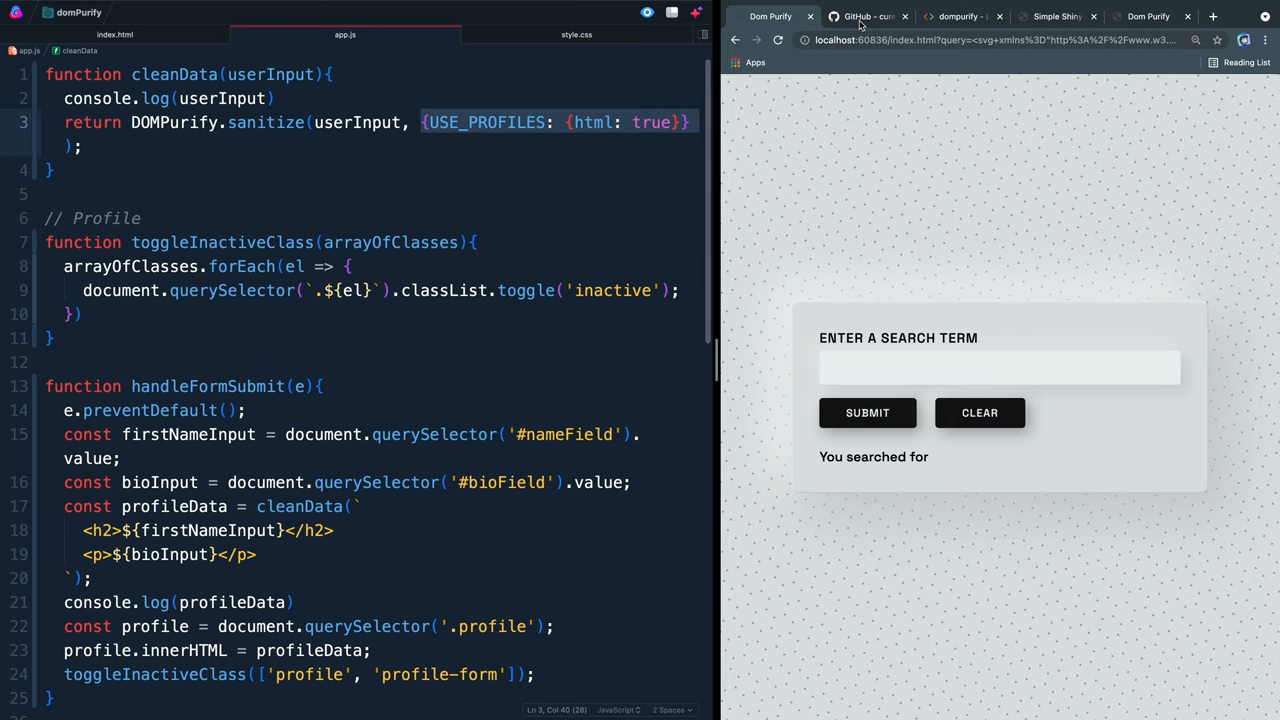 domPurify
index.html
app.js
style.css
app.js › cleanData
1 function cleanData(userInput){
2 console.log(userInput)
3 return DOMPurify.sanitize(userInput, {USE_PROFILES: {html: true}}
);
4 }
5
6 // Profile
7 function toggleInactiveClass(arrayOfClasses){
8 arrayOfClasses.forEach(el => {
9 document.querySelector(`.${el}`).classList.toggle('inactive');
10 })
11 }
12
13 function handleFormSubmit(e){
14 e.preventDefault();
15 const firstNameInput = document.querySelector('#nameField').
value;
16 const bioInput = document.querySelector('#bioField').value;
17 const profileData = cleanData(`
18 <h2>${firstNameInput}</h2>
19 <p>${bioInput}</p>
20 `);
21 console.log(profileData)
22 const profile = document.querySelector('.profile');
23 profile.innerHTML = profileData;
24 toggleInactiveClass(['profile', 'profile-form']);
25 }
Ln 3, Col 40 (28) JavaScript 2 Spaces
Dom Purify
GitHub - cure
dompurify - L
Simple Shiny
Dom Purify
localhost:60836/index.html?query=<svg+xmlns%3D"http%3A%2F%2Fwww.w3....
Apps
Reading List
ENTER A SEARCH TERM
SUBMIT
CLEAR
You searched for